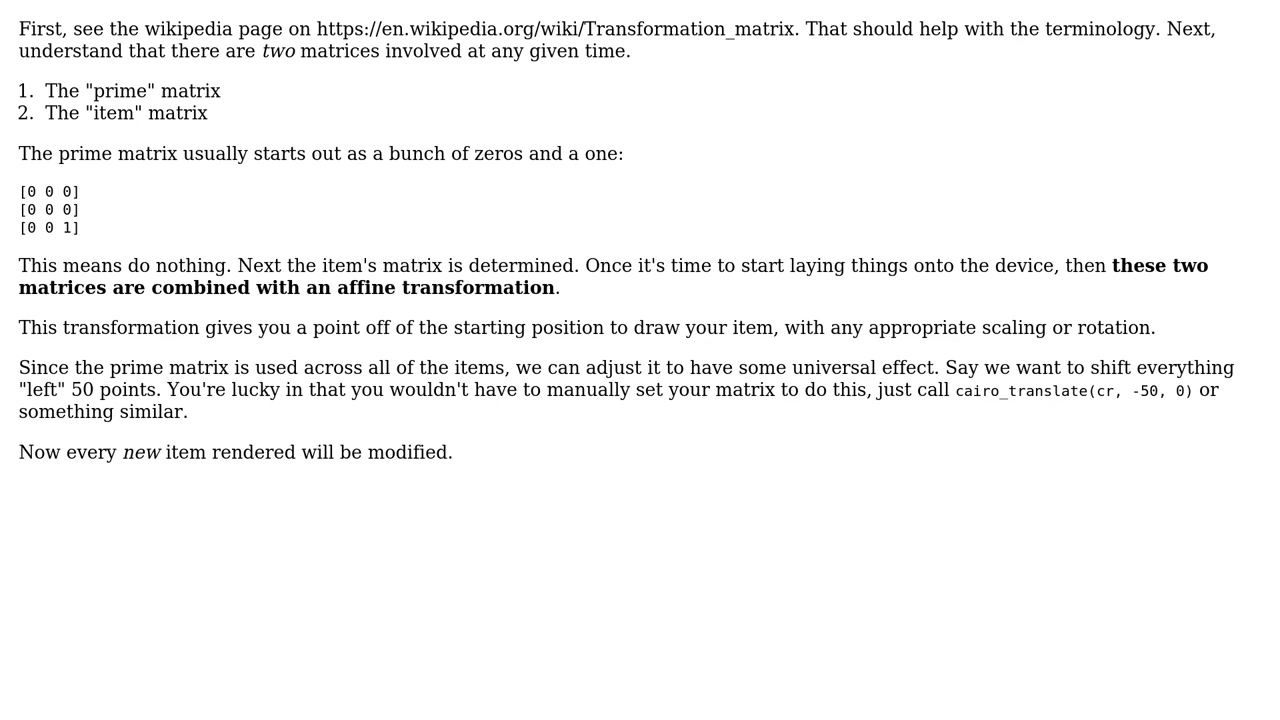 First, see the wikipedia page on https://en.wikipedia.org/wiki/Transformation_matrix. That should help with the terminology. Next,
understand that there are two matrices involved at any given time.
1. The "prime" matrix
2. The "item" matrix
The prime matrix usually starts out as a bunch of zeros and a one:
[0 0 0]
[0 0 0]
[0 0 1]
This means do nothing. Next the item's matrix is determined. Once it's time to start laying things onto the device, then these two
matrices are combined with an affine transformation.
This transformation gives you a point off of the starting position to draw your item, with any appropriate scaling or rotation.
Since the prime matrix is used across all of the items, we can adjust it to have some universal effect. Say we want to shift everything
"left" 50 points. You're lucky in that you wouldn't have to manually set your matrix to do this, just call cairo_translate(cr, -50, 0) or
something similar.
Now every new item rendered will be modified.